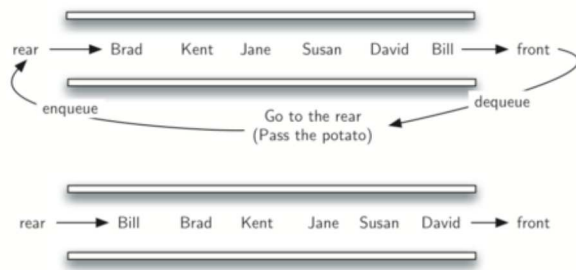 rear Brad Kent Jane Susan David Bill front
enqueue
dequeue
Go to the rear
(Pass the potato)
rear Bill Brad Kent Jane Susan David front